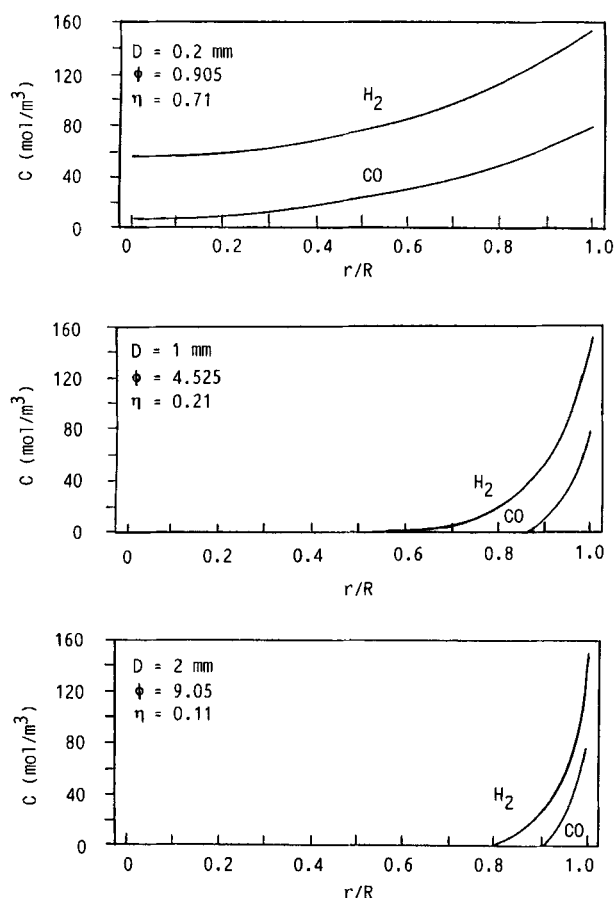 160
120
80
40
0
C (mol/m³)
D = 0.2 mm
ϕ = 0.905
η = 0.71
H₂
CO
0 0.2 0.4 0.6 0.8 1.0
r/R
160
120
80
40
0
C (mol/m³)
D = 1 mm
ϕ = 4.525
η = 0.21
H₂
CO
0 0.2 0.4 0.6 0.8 1.0
r/R
160
120
80
40
0
C (mol/m³)
D = 2 mm
ϕ = 9.05
η = 0.11
H₂
CO
0 0.2 0.4 0.6 0.8 1.0
r/R